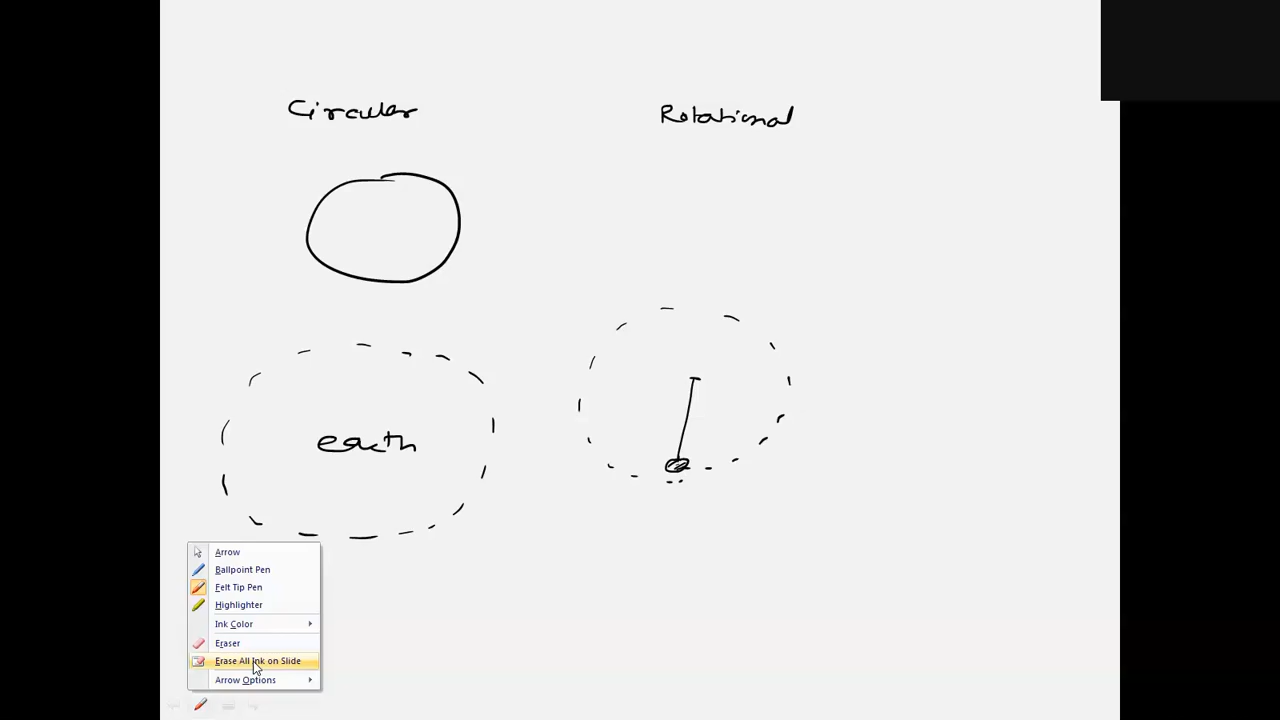 Circular
Rotational
earth
Arrow
Ballpoint Pen
Felt Tip Pen
Highlighter
Ink Color
Eraser
Erase All Ink on Slide
Arrow Options